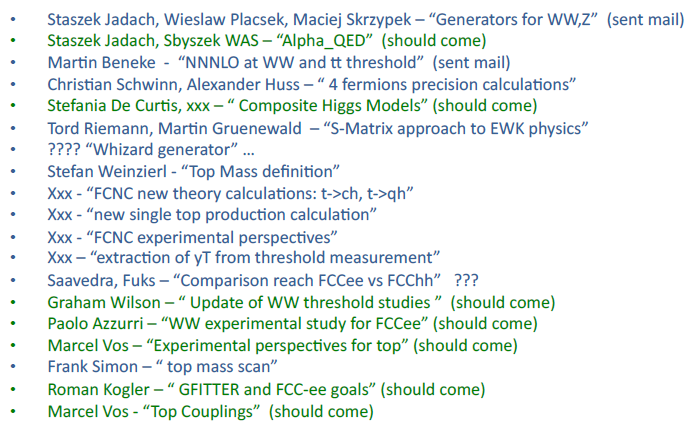 • Staszek Jadach, Wieslaw Placsek, Maciej Skrzypek – “Generators for WW,Z” (sent mail)
• Staszek Jadach, Sbyszek WAS – “Alpha_QED” (should come)
• Martin Beneke - “NNNLO at WW and tt threshold” (sent mail)
• Christian Schwinn, Alexander Huss – “ 4 fermions precision calculations”
• Stefania De Curtis, xxx – “ Composite Higgs Models” (should come)
• Tord Riemann, Martin Gruenewald – “S-Matrix approach to EWK physics”
• ???? “Whizard generator” ...
• Stefan Weinzierl - “Top Mass definition”
• Xxx - “FCNC new theory calculations: t->ch, t->qh”
• Xxx - “new single top production calculation”
• Xxx - “FCNC experimental perspectives”
• Xxx – “extraction of yT from threshold measurement”
• Saavedra, Fuks – “Comparison reach FCCee vs FCChh” ???
• Graham Wilson – “ Update of WW threshold studies ” (should come)
• Paolo Azzurri – “WW experimental study for FCCee” (should come)
• Marcel Vos – “Experimental perspectives for top” (should come)
• Frank Simon – “ top mass scan”
• Roman Kogler – “ GFITTER and FCC-ee goals” (should come)
• Marcel Vos - “Top Couplings” (should come)